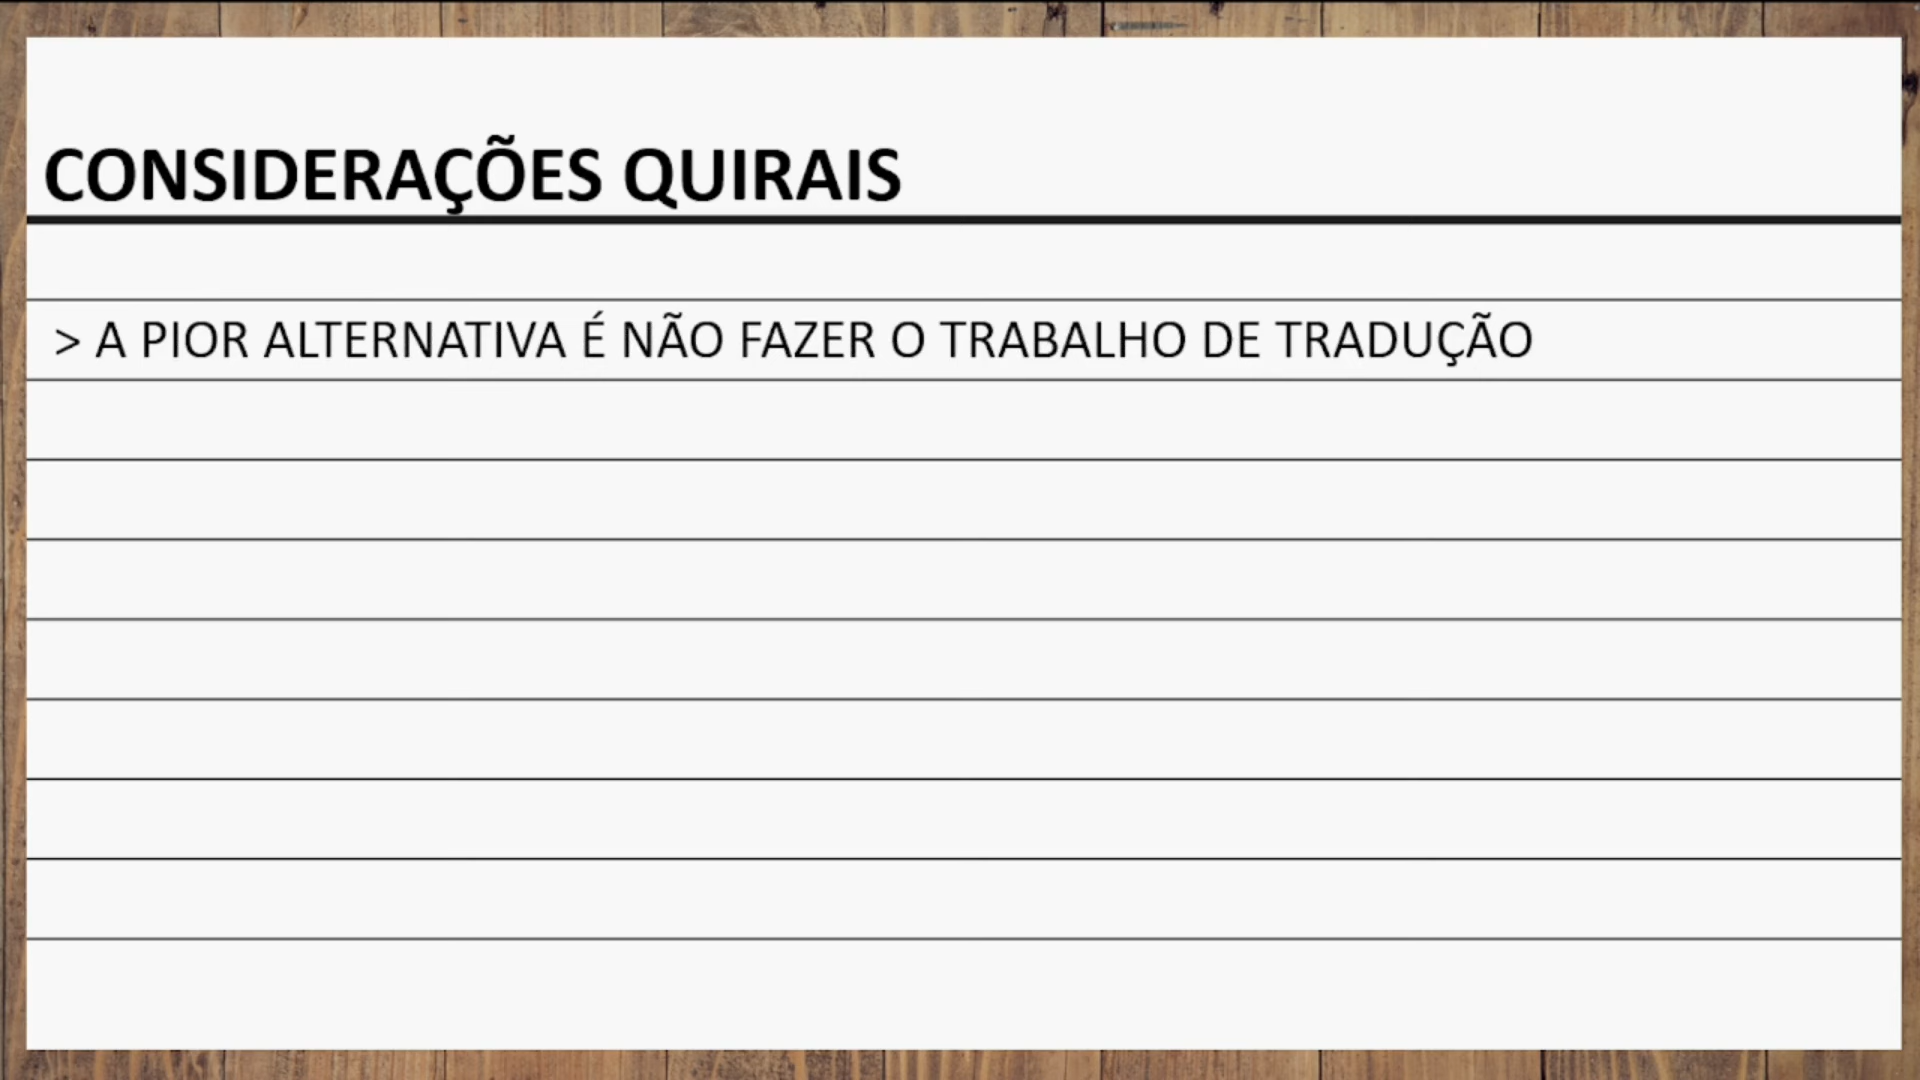 CONSIDERAÇÕES QUIRAIS
> A PIOR ALTERNATIVA É NÃO FAZER O TRABALHO DE TRADUÇÃO